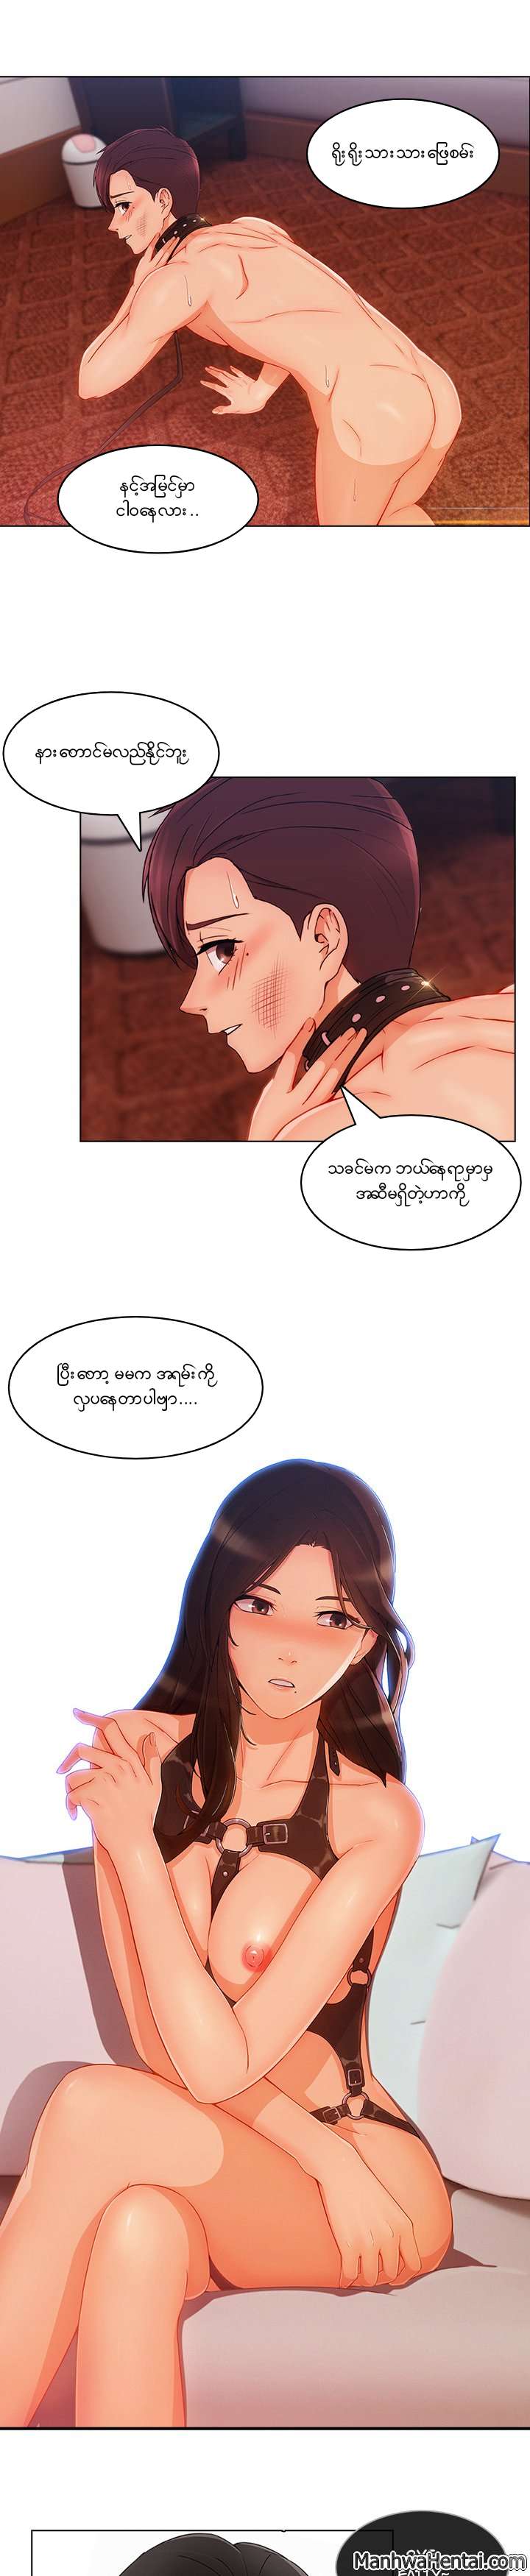 ရိုးရိုးသားသားဖြေစမ်း
နင့်အမြင်မှာ
ငါဝနေလား..
နားတောင်မလည်နိုင်ဘူး
သခင်မက ဘယ်နေရာမှာမှ
အဆီမရှိတဲ့ဟာကို
ပြီးတော့ မမက အရမ်းကို
လှပနေတာပါဗျာ....
ManhwaHentai.com